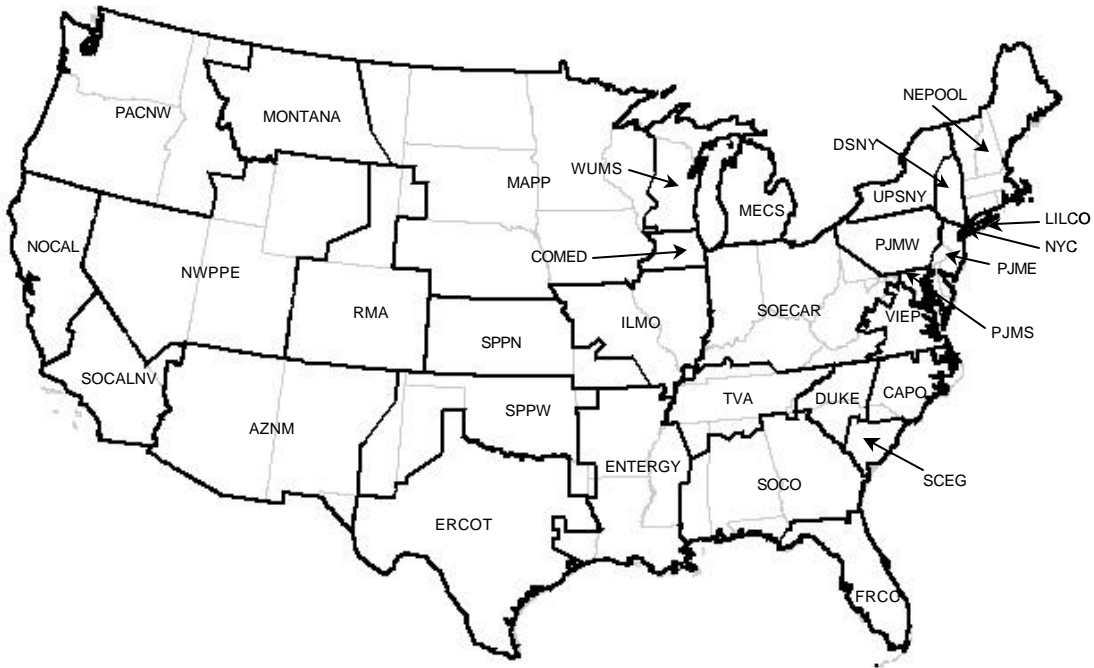 NEPOOL
PACNW
MONTANA
DSNY
WUMS
MAPP
UPSNY
MECS
LILCO
NOCAL
NYC
PJMW
COMED
PJME
NWPPE
SOECAR
RMA
VIEP
ILMO
PJMS
SPPN
SOCALNV
TVA
DUKE
CAPO
SPPW
AZNM
ENTERGY
SCEG
SOCO
ERCOT
FRCC